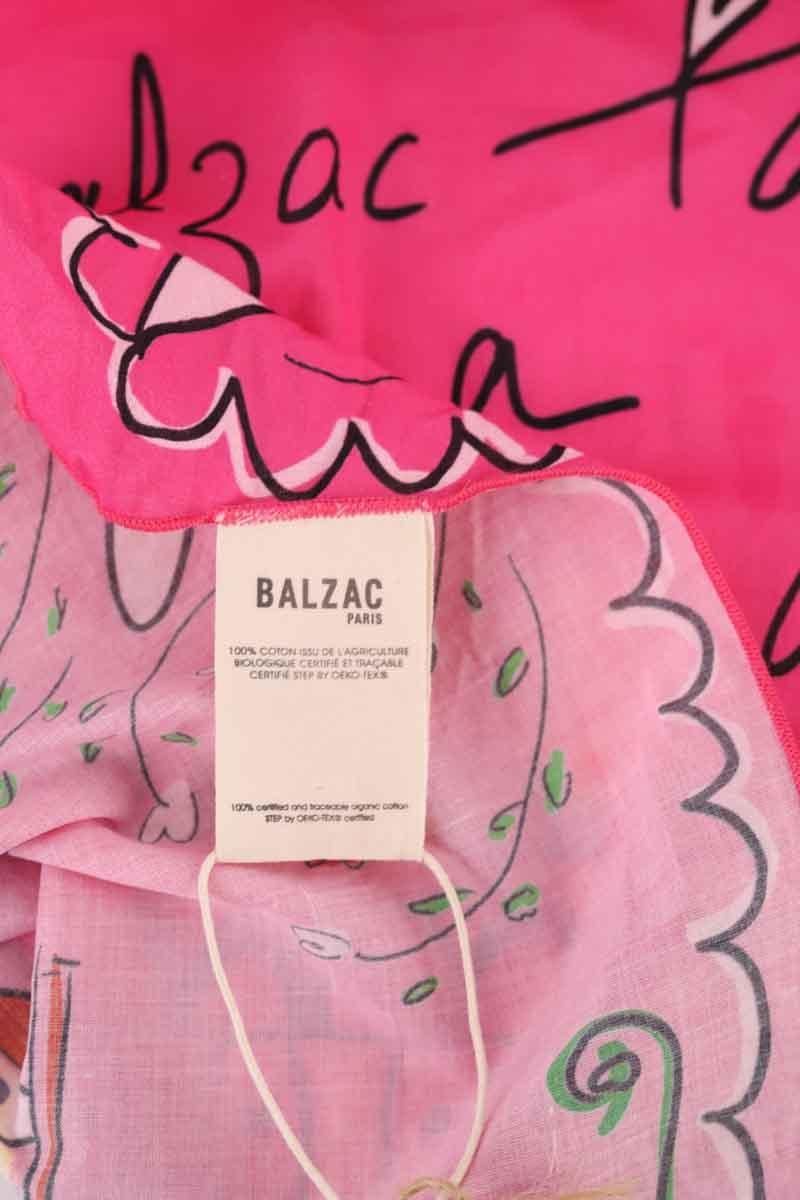 alzac
BALZAC
PARIS
100% COTON ISSU DE L'AGRICULTURE
BIOLOGIQUE CERTIFIÉ ET TRAÇABLE
CERTIFIÉ STEP BY OEKO-TEX®
100% certified and traceable organic cotton
STEP by OEKO-TEX® certified